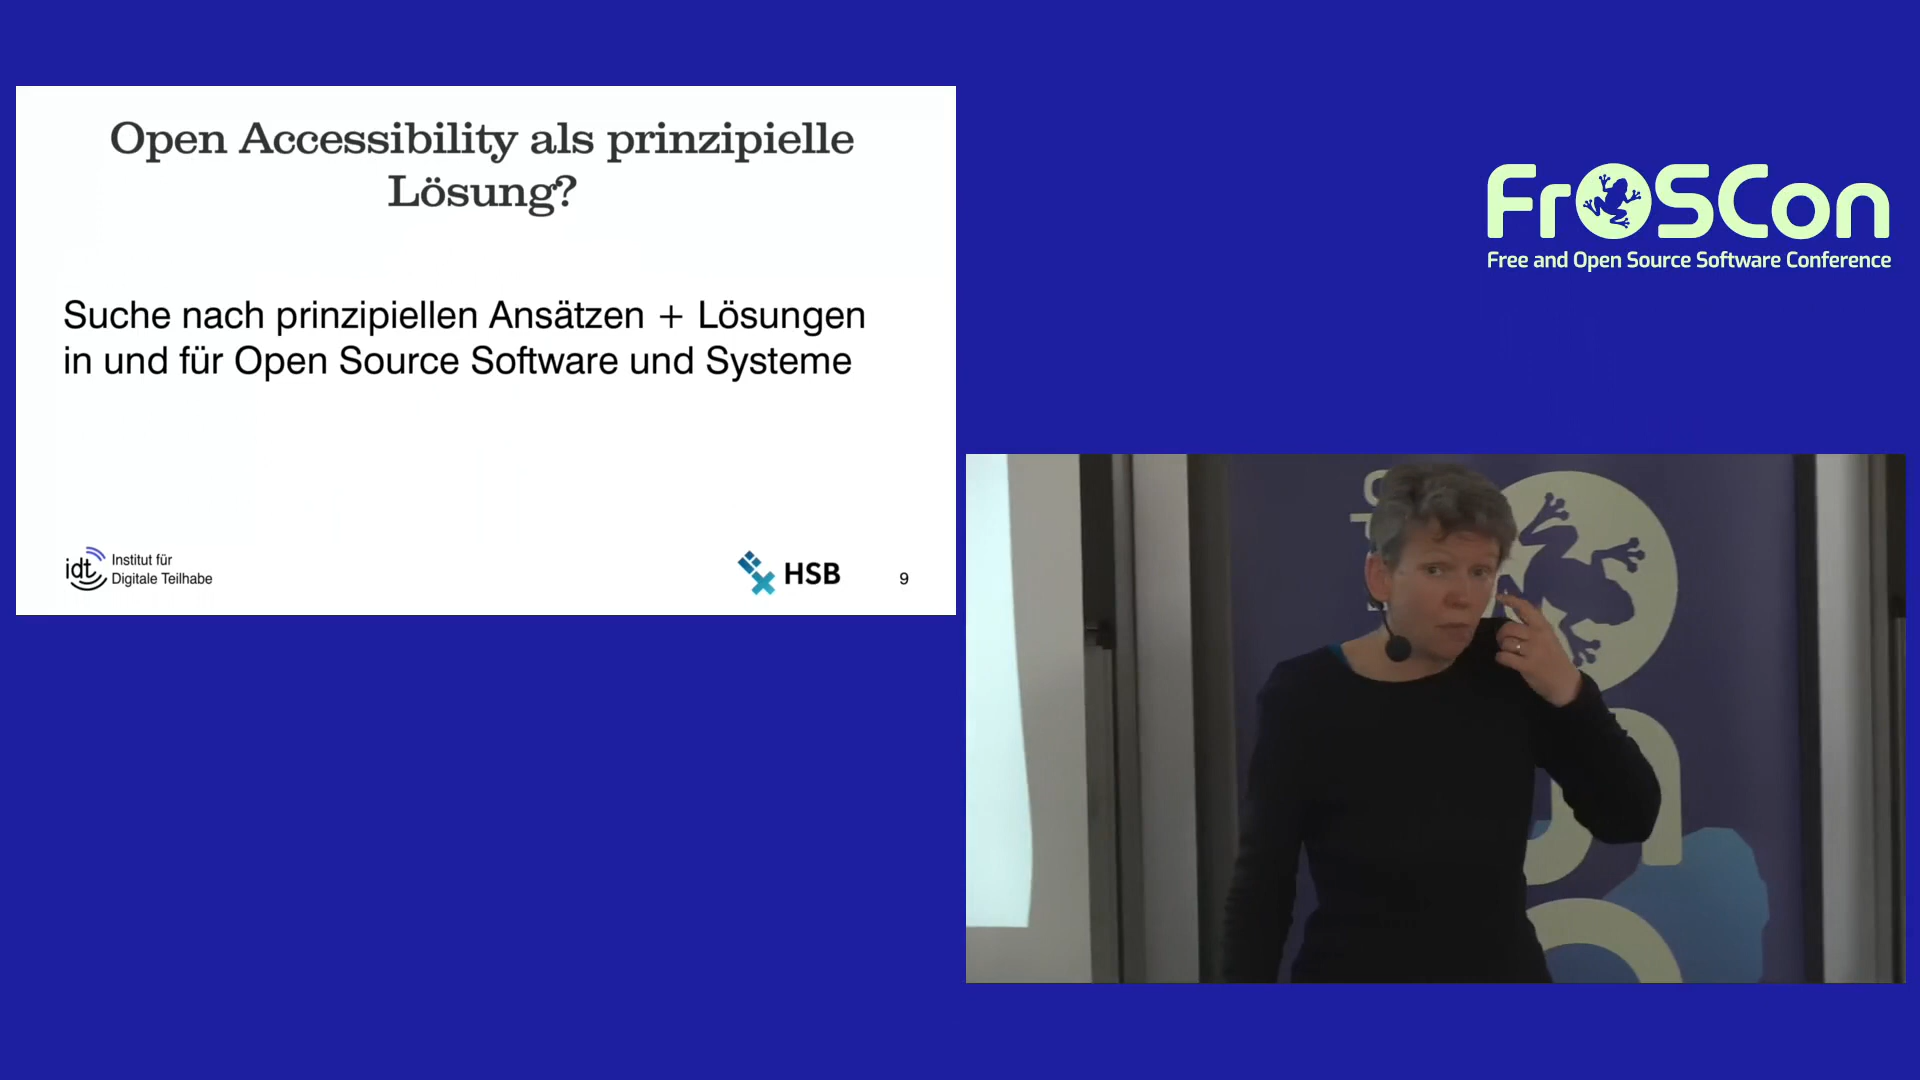 Open Accessibility als prinzipielle
Lösung?
Suche nach prinzipiellen Ansätzen + Lösungen
in und für Open Source Software und Systeme
idt Institut für
Digitale Teilhabe
HSB
9
FrOSCon
Free and Open Source Software Conference